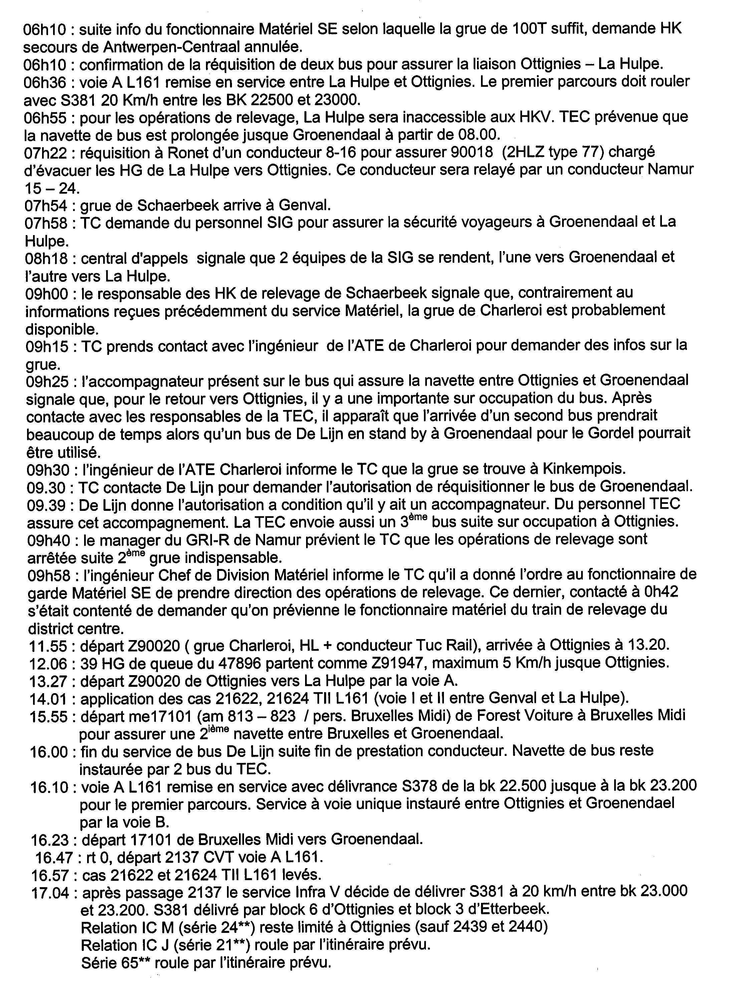 06h10 : suite info du fonctionnaire Matériel SE selon laquelle la grue de 100T suffit, demande HK
secours de Antwerpen-Centraal annulée.
06h10 : confirmation de la réquisition de deux bus pour assurer la liaison Ottignies – La Hulpe.
06h36 : voie A L161 remise en service entre La Hulpe et Ottignies. Le premier parcours doit rouler
avec S381 20 Km/h entre les BK 22500 et 23000.
06h55 : pour les opérations de relevage, La Hulpe sera inaccessible aux HKV. TEC prévenue que
la navette de bus est prolongée jusque Groenendaal à partir de 08.00.
07h22 : réquisition à Ronet d'un conducteur 8-16 pour assurer 90018 (2HLZ type 77) chargé
d'évacuer les HG de La Hulpe vers Ottignies. Ce conducteur sera relayé par un conducteur Namur
15 – 24.
07h54 : grue de Schaerbeek arrive à Genval.
07h58 : TC demande du personnel SIG pour assurer la sécurité voyageurs à Groenendaal et La
Hulpe.
08h18 : central d'appels signale que 2 équipes de la SIG se rendent, l'une vers Groenendaal et
l'autre vers La Hulpe.
09h00 : le responsable des HK de relevage de Schaerbeek signale que, contrairement au
informations reçues précédemment du service Matériel, la grue de Charleroi est probablement
disponible.
09h15 : TC prends contact avec l'ingénieur de l'ATE de Charleroi pour demander des infos sur la
grue.
09h25 : l'accompagnateur présent sur le bus qui assure la navette entre Ottignies et Groenendaal
signale que, pour le retour vers Ottignies, il y a une importante sur occupation du bus. Après
contacte avec les responsables de la TEC, il apparaît que l'arrivée d'un second bus prendrait
beaucoup de temps alors qu'un bus de De Lijn en stand by à Groenendaal pour le Gordel pourrait
être utilisé.
09h30 : l'ingénieur de l'ATE Charleroi informe le TC que la grue se trouve à Kinkempois.
09.30 : TC contacte De Lijn pour demander l'autorisation de réquisitionner le bus de Groenendaal.
09.39 : De Lijn donne l'autorisation a condition qu'il y ait un accompagnateur. Du personnel TEC
assure cet accompagnement. La TEC envoie aussi un 3ème bus suite sur occupation à Ottignies.
09h40 : le manager du GRI-R de Namur prévient le TC que les opérations de relevage sont
arrêtée suite 2ème grue indispensable.
09h58 : l'ingénieur Chef de Division Matériel informe le TC qu'il a donné l'ordre au fonctionnaire de
garde Matériel SE de prendre direction des opérations de relevage. Ce dernier, contacté à 0h42
s'était contenté de demander qu'on prévienne le fonctionnaire matériel du train de relevage du
district centre.
11.55 : départ Z90020 ( grue Charleroi, HL + conducteur Tuc Rail), arrivée à Ottignies à 13.20.
12.06 : 39 HG de queue du 47896 partent comme Z91947, maximum 5 Km/h jusque Ottignies.
13.27 : départ Z90020 de Ottignies vers La Hulpe par la voie A.
14.01 : application des cas 21622, 21624 TII L161 (voie I et II entre Genval et La Hulpe).
15.55 : départ me17101 (am 813 – 823 / pers. Bruxelles Midi) de Forest Voiture à Bruxelles Midi
pour assurer une 2ième navette entre Bruxelles et Groenendaal.
16.00 : fin du service de bus De Lijn suite fin de prestation conducteur. Navette de bus reste
instaurée par 2 bus du TEC.
16.10 : voie A L161 remise en service avec délivrance S378 de la bk 22.500 jusque à la bk 23.200
pour le premier parcours. Service à voie unique instauré entre Ottignies et Groenendael
par la voie B.
16.23 : départ 17101 de Bruxelles Midi vers Groenendaal.
16.47 : rt 0, départ 2137 CVT voie A L161.
16.57 : cas 21622 et 21624 TII L161 levés.
17.04 : après passage 2137 le service Infra V décide de délivrer S381 à 20 km/h entre bk 23.000
et 23.200. S381 délivré par block 6 d'Ottignies et block 3 d'Etterbeek.
Relation IC M (série 24**) reste limité à Ottignies (sauf 2439 et 2440)
Relation IC J (série 21**) roule par l'itinéraire prévu.
Série 65** roule par l'itinéraire prévu.